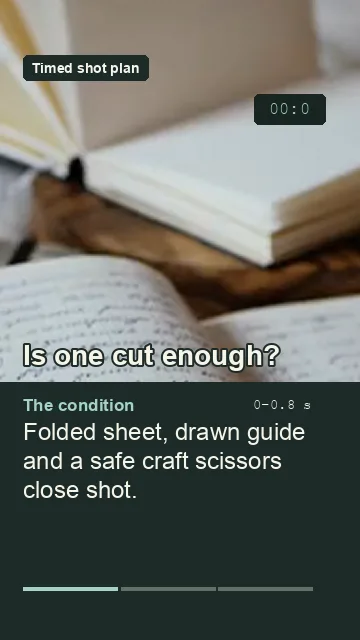 Timed shot plan
00:0
Is one cut enough?
The condition
0–0.8 s
Folded sheet, drawn guide
and a safe craft scissors
close shot.